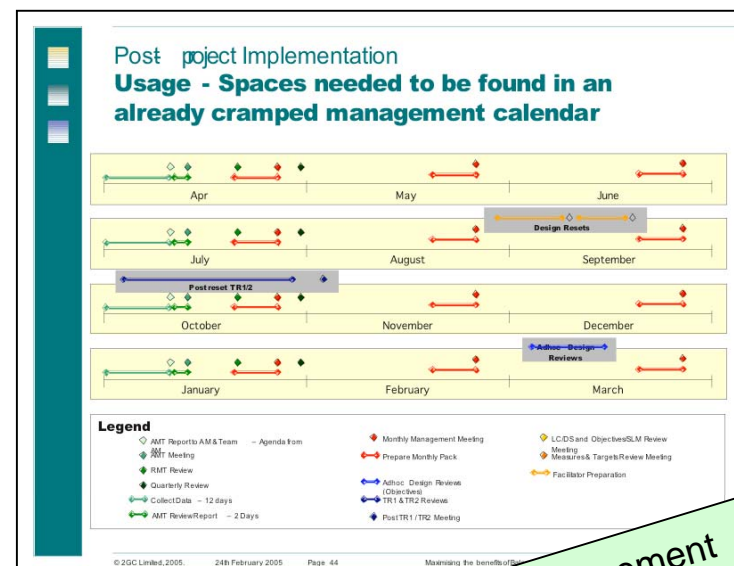 Post- project Implementation
Usage - Spaces needed to be found in an
already cramped management calendar
Apr May June
Design Resets
July August September
Post reset TR1/2
October November December
Adhoc Design
Reviews
January February March
Legend
AMT Report to AM & Team – Agenda from
AM
AMT Meeting
RMT Review
Quarterly Review
Collect Data – 12 days
AMT Review Report – 2 Days
Monthly Management Meeting
Prepare Monthly Pack
Adhoc Design Reviews
(Objectives)
TR1 & TR2 Reviews
Post TR1 / TR2 Meeting
LC/DS and Objectives/SLM Review
Meeting
Measures & Targets Review Meeting
Facilitator Preparation
© 2GC Limited, 2005. 24th February 2005 Page 44 Maximising the benefits of